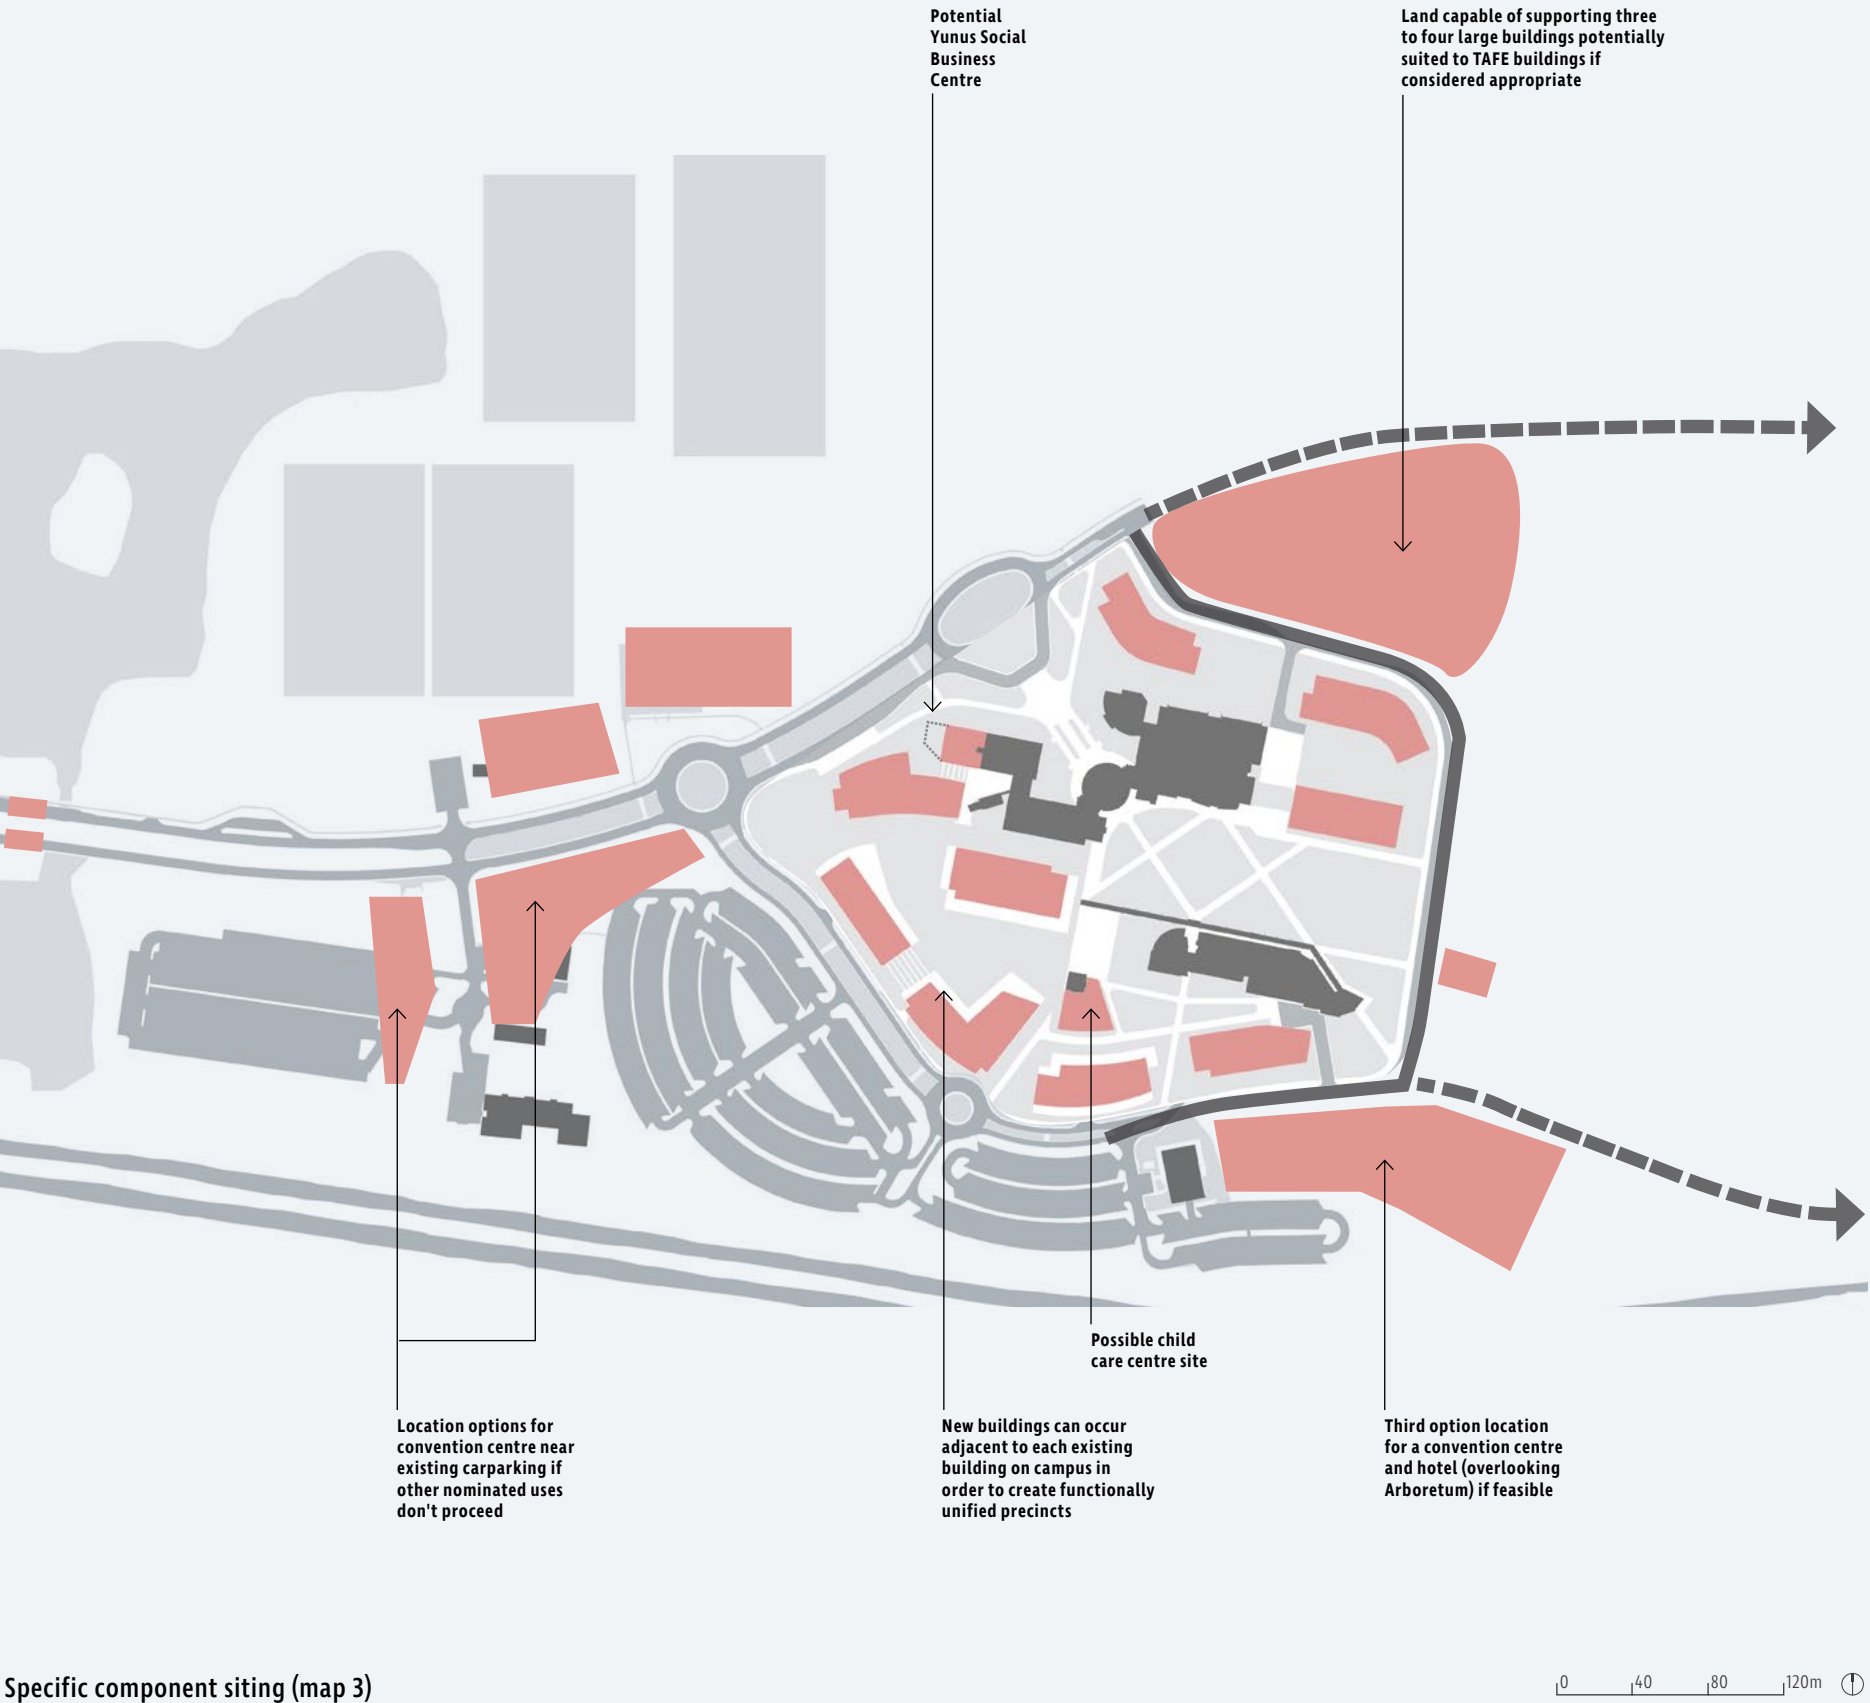 Potential
Yunus Social
Business
Centre
Land capable of supporting three
to four large buildings potentially
suited to TAFE buildings if
considered appropriate
Possible child
care centre site
Location options for
convention centre near
existing carparking if
other nominated uses
don't proceed
New buildings can occur
adjacent to each existing
building on campus in
order to create functionally
unified precincts
Third option location
for a convention centre
and hotel (overlooking
Arboretum) if feasible
Specific component siting (map 3)
0 40 80 120m